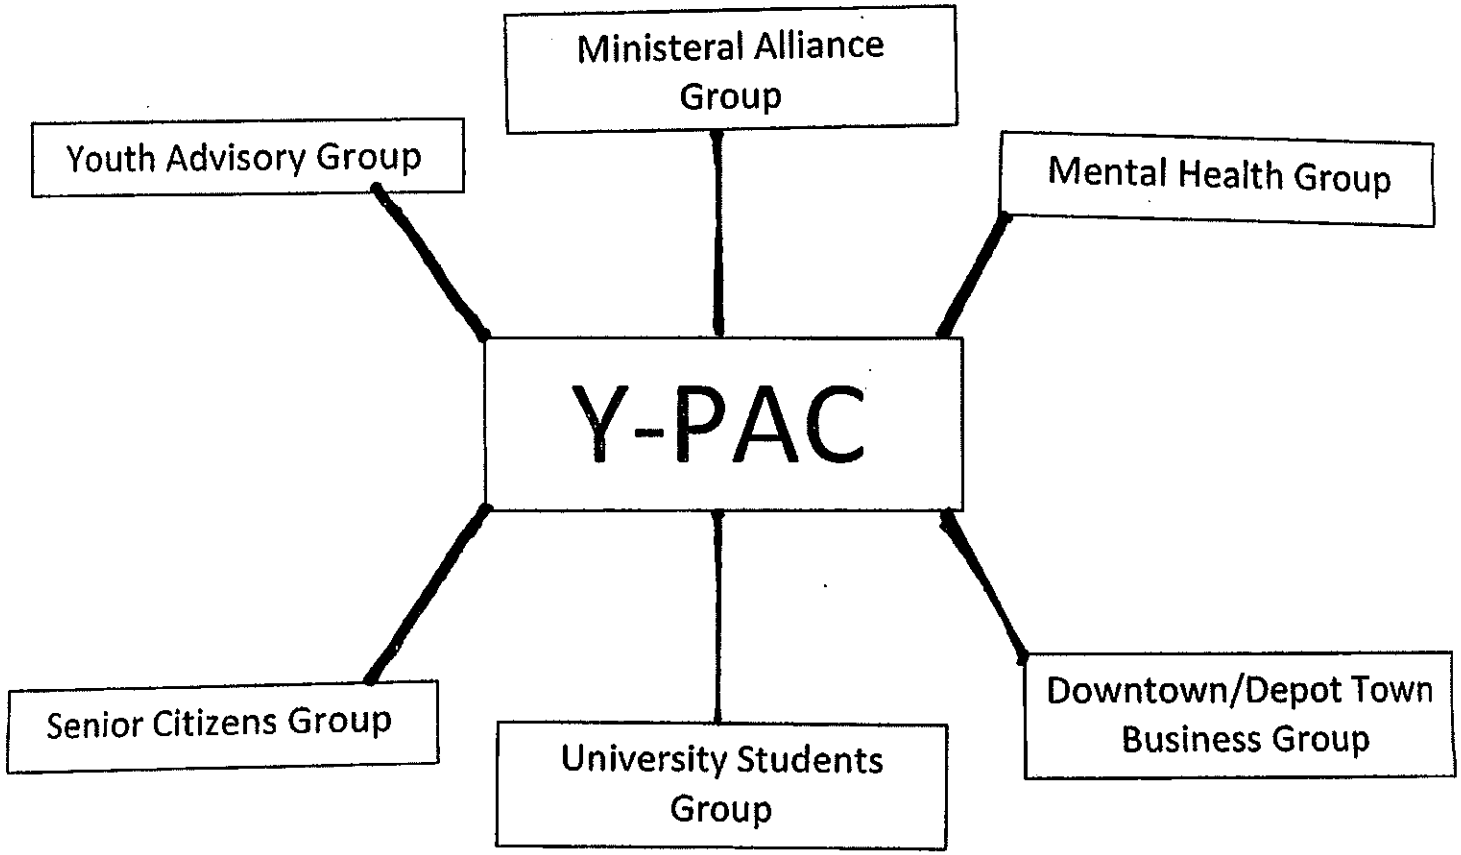 Ministeral Alliance
Group
Youth Advisory Group
Mental Health Group
Y-PAC
Senior Citizens Group
University Students
Group
Downtown/Depot Town
Business Group